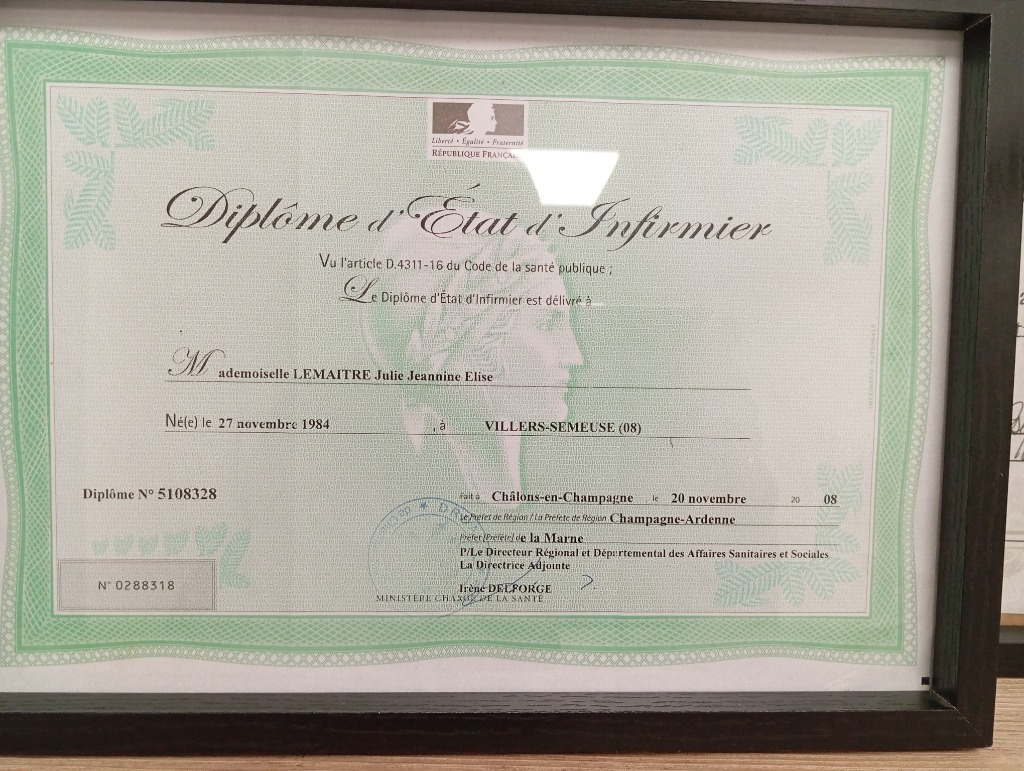 Liberté • Égalité • Fraternité
RÉPUBLIQUE FRANÇA
Diplôme d'État d'Infirmier
Vu l'article D.4311-16 du Code de la santé publique ;
Le Diplôme d'État d'Infirmier est délivré à
Mademoiselle LEMAITRE Julie Jeannine Elise
Né(e) le 27 novembre 1984 , à VILLERS-SEMEUSE (08)
Diplôme N° 5108328
Fait à Châlons-en-Champagne , le 20 novembre 20 08
Le Préfet de Région / La Préfète de Région Champagne-Ardenne
Préfet (Préfète) de la Marne
P/Le Directeur Régional et Départemental des Affaires Sanitaires et Sociales
La Directrice Adjointe
Irène DELFORGE
MINISTÈRE CHARGÉ DE LA SANTÉ
N° 0288318